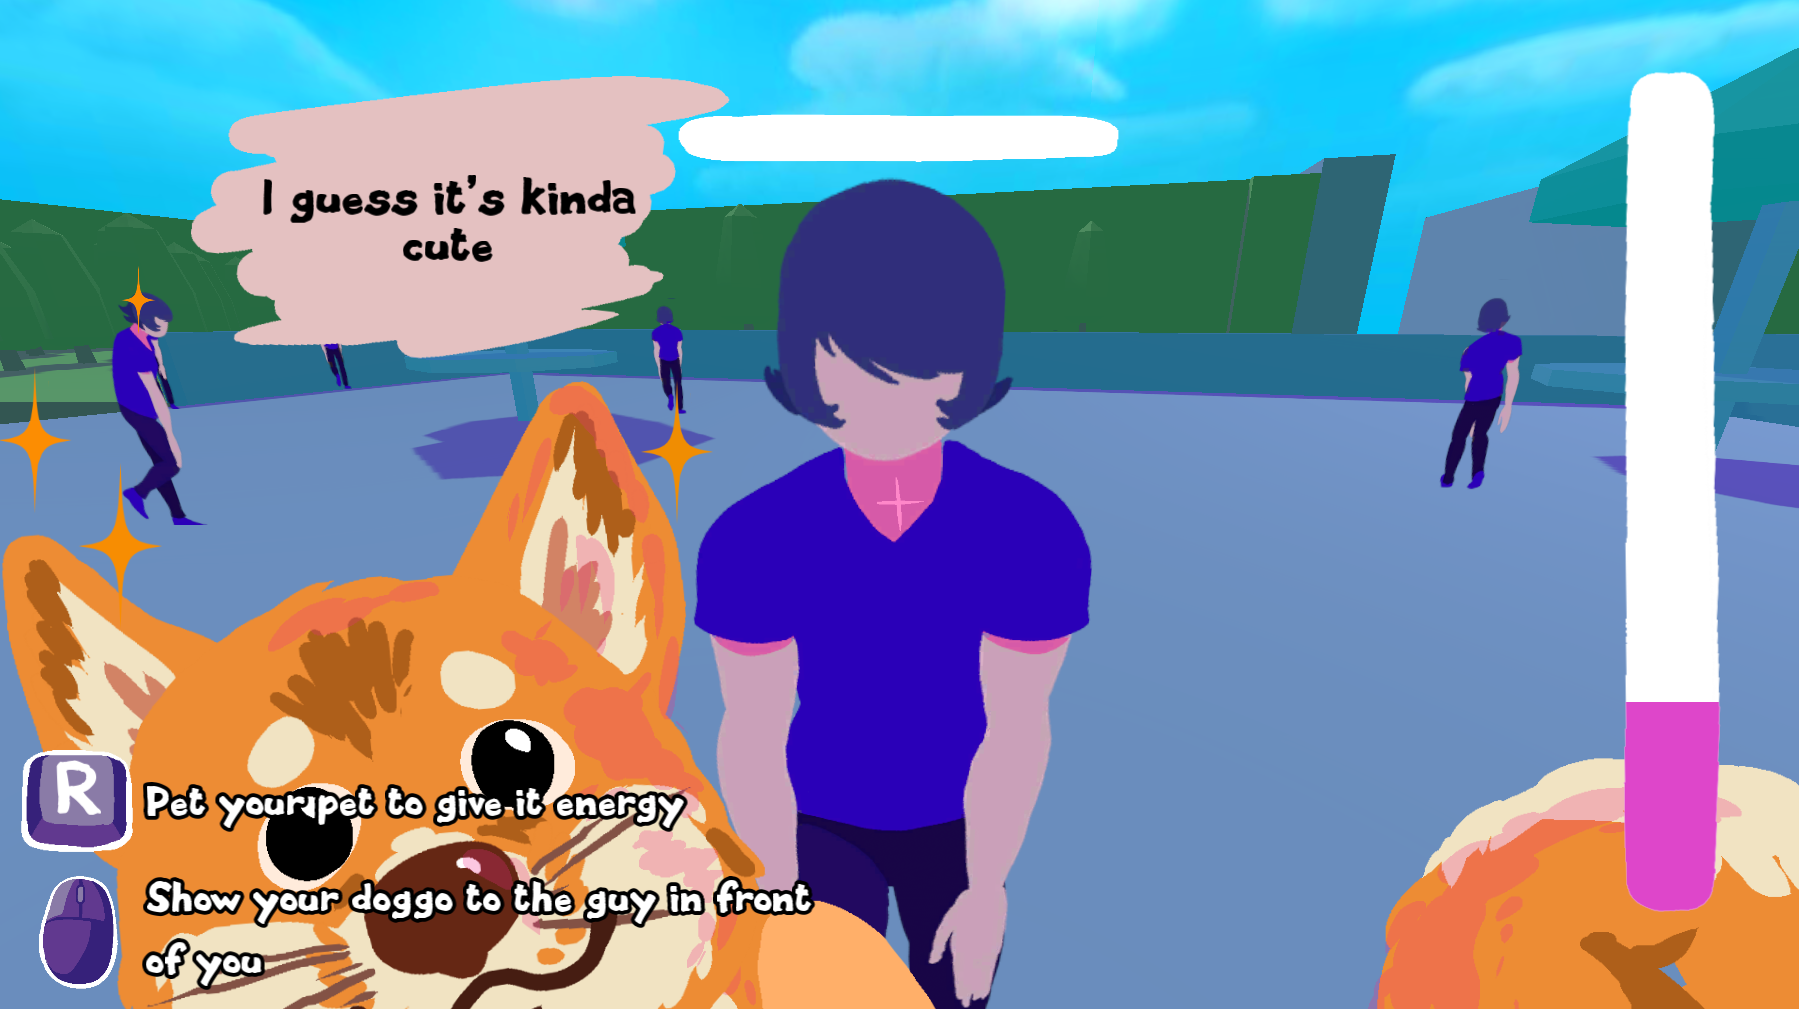 I guess it's kinda
cute
R
Pet your pet to give it energy
Show your doggo to the guy in front
of you